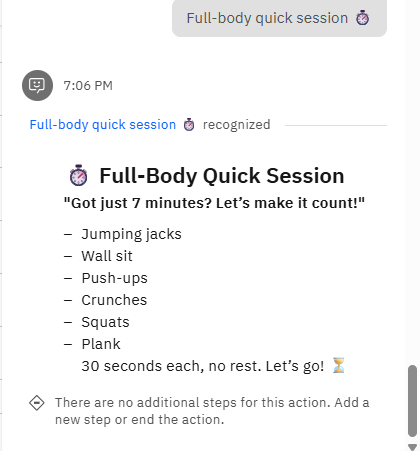 Full-body quick session ⏱️
7:06 PM
Full-body quick session ⏱️ recognized
⏱️ Full-Body Quick Session
"Got just 7 minutes? Let’s make it count!"
– Jumping jacks
– Wall sit
– Push-ups
– Crunches
– Squats
– Plank
30 seconds each, no rest. Let’s go! ⏳
There are no additional steps for this action. Add a
new step or end the action.